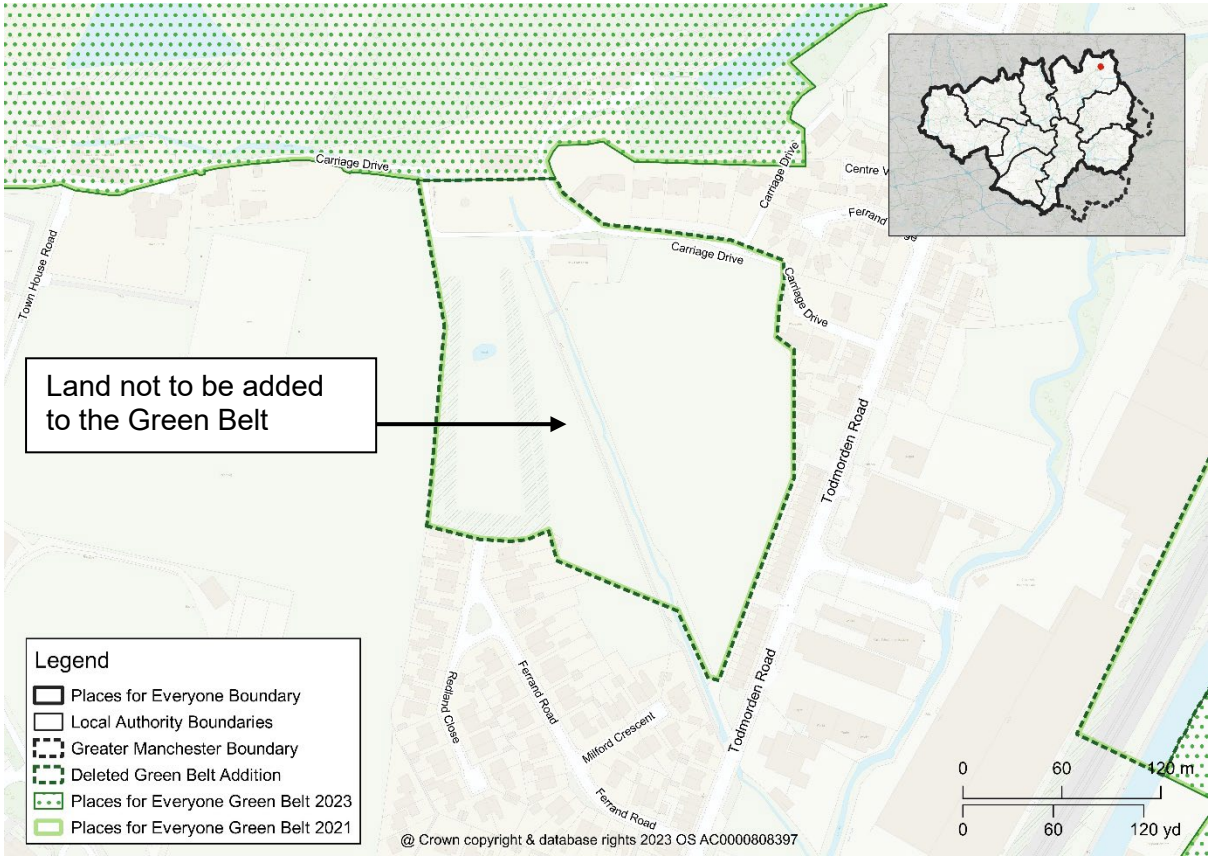 Carriage Drive
Carriage Drive
Centre V
Ferrand
Carriage Drive
Carriage Drive
Town House Road
Land not to be added
to the Green Belt
Todmorden Road
Legend
Places for Everyone Boundary
Local Authority Boundaries
Greater Manchester Boundary
Deleted Green Belt Addition
Places for Everyone Green Belt 2023
Places for Everyone Green Belt 2021
Redland Close
Ferrand Road
Milford Crescent
Ferrand Road
Todmorden Road
0 60 120 m
0 60 120 yd
@ Crown copyright & database rights 2023 OS AC0000808397